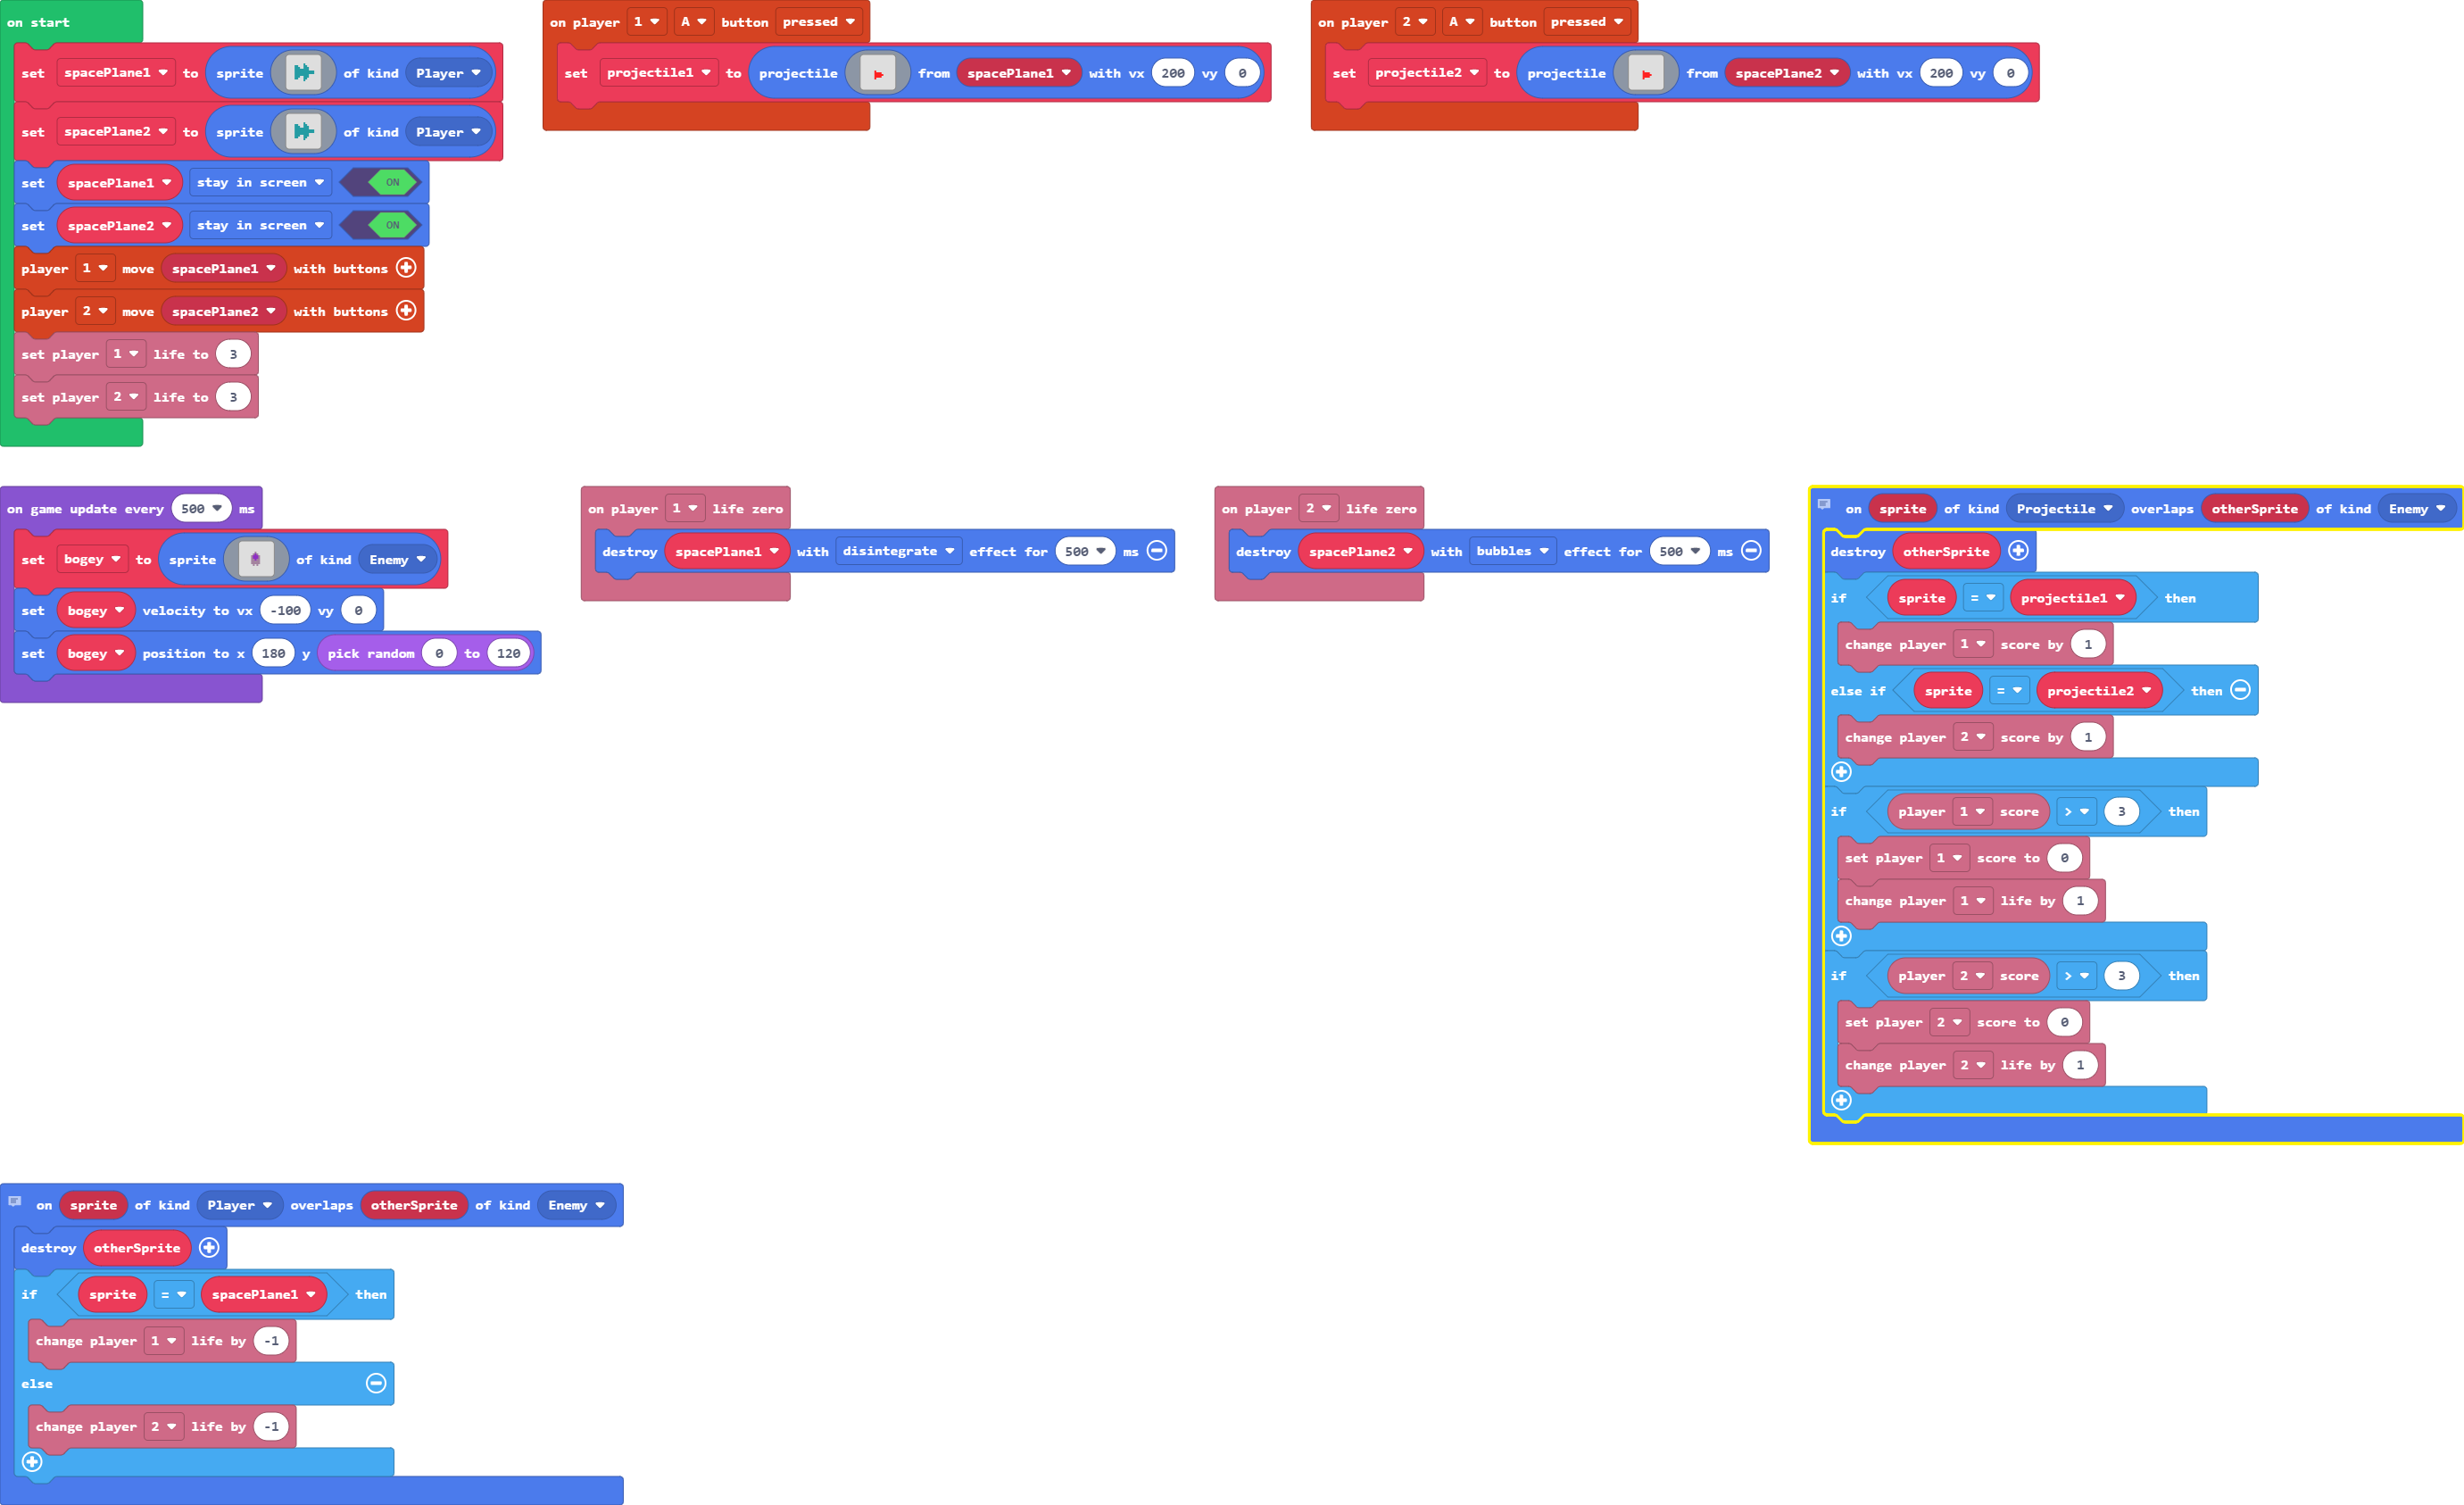 on start
set spacePlane1 to sprite of kind Player
set spacePlane2 to sprite of kind Player
set spacePlane1 stay in screen ON
set spacePlane2 stay in screen ON
player 1 move spacePlane1 with buttons
player 2 move spacePlane2 with buttons
set player 1 life to 3
set player 2 life to 3
on player 1 A button pressed
set projectile1 to projectile from spacePlane1 with vx 200 vy 0
on player 2 A button pressed
set projectile2 to projectile from spacePlane2 with vx 200 vy 0
on game update every 500 ms
set bogey to sprite of kind Enemy
set bogey velocity to vx -100 vy 0
set bogey position to x 180 y pick random 0 to 120
on player 1 life zero
destroy spacePlane1 with disintegrate effect for 500 ms
on player 2 life zero
destroy spacePlane2 with bubbles effect for 500 ms
on sprite of kind Projectile overlaps otherSprite of kind Enemy
destroy otherSprite
if sprite = projectile1 then
change player 1 score by 1
else if sprite = projectile2 then
change player 2 score by 1
if player 1 score > 3 then
set player 1 score to 0
change player 1 life by 1
if player 2 score > 3 then
set player 2 score to 0
change player 2 life by 1
on sprite of kind Player overlaps otherSprite of kind Enemy
destroy otherSprite
if sprite = spacePlane1 then
change player 1 life by -1
else
change player 2 life by -1